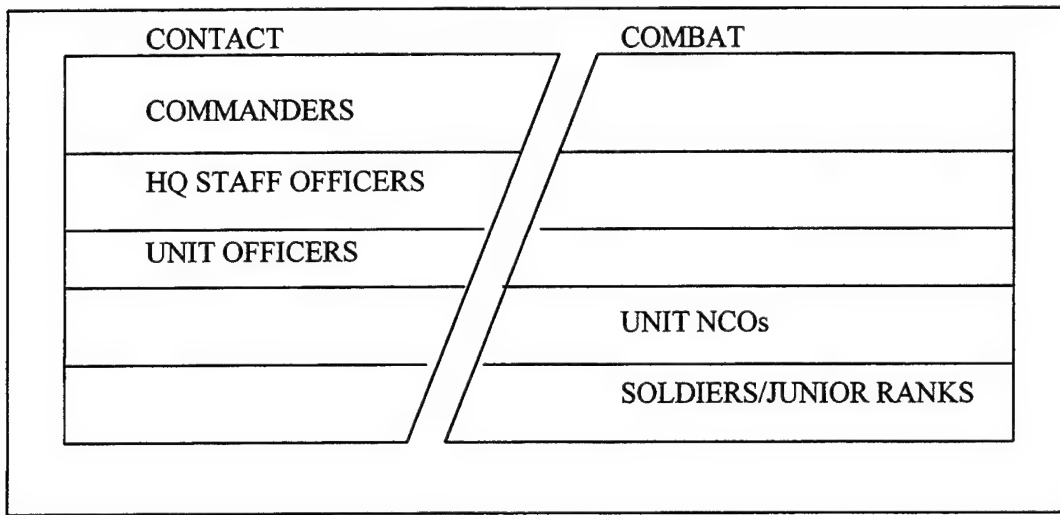 CONTACT
COMBAT
COMMANDERS
HQ STAFF OFFICERS
UNIT OFFICERS
UNIT NCOs
SOLDIERS/JUNIOR RANKS